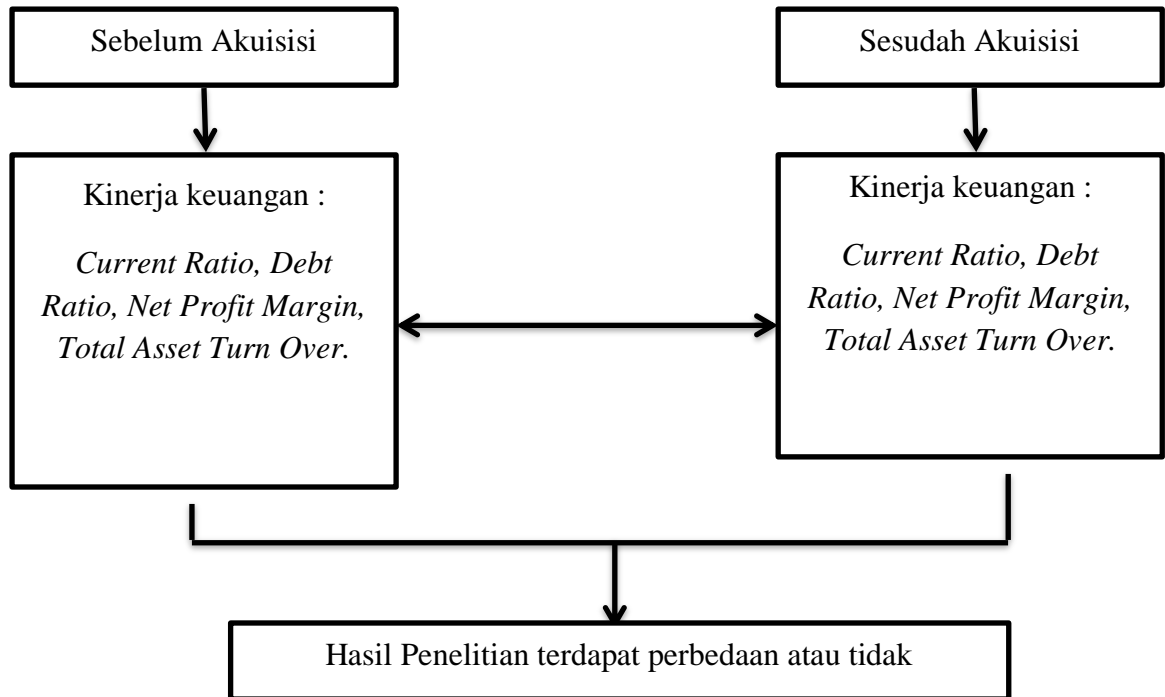 Sebelum Akuisisi
Sesudah Akuisisi
Kinerja keuangan :
Current Ratio, Debt
Ratio, Net Profit Margin,
Total Asset Turn Over.
Kinerja keuangan :
Current Ratio, Debt
Ratio, Net Profit Margin,
Total Asset Turn Over.
Hasil Penelitian terdapat perbedaan atau tidak